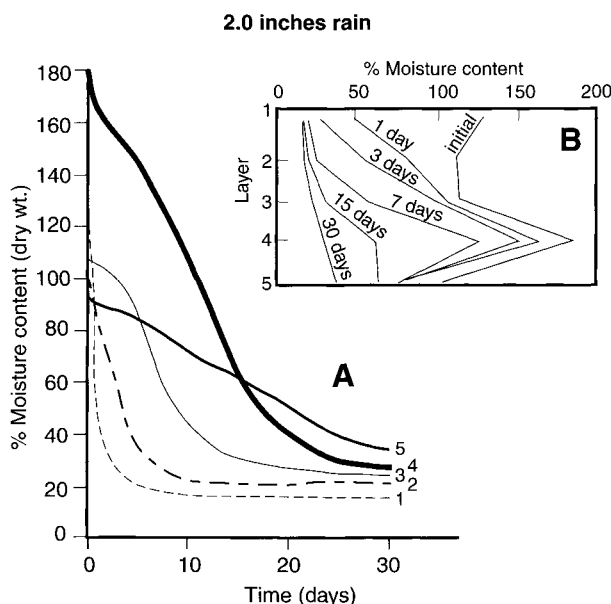 2.0 inches rain
180
160
140
120
100
80
60
40
20
0
% Moisture content (dry wt.)
0
10
20
30
Time (days)
A
5
4
3
2
1
% Moisture content
0
50
100
150
200
Layer
1
2
3
4
5
B
initial
1 day
3 days
7 days
15 days
30 days